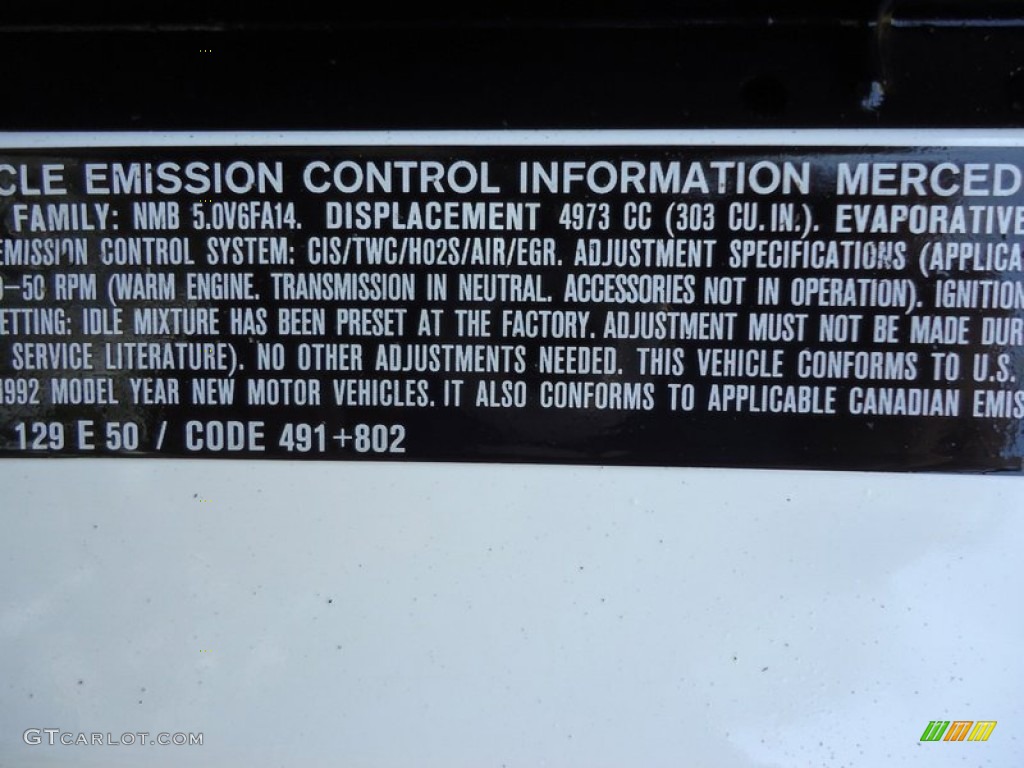 CLE EMISSION CONTROL INFORMATION MERCED
FAMILY: NMB 5.0V6FA14. DISPLACEMENT 4973 CC (303 CU.IN.). EVAPORATIVE
EMISSION CONTROL SYSTEM: CIS/TWC/HO2S/AIR/EGR. ADJUSTMENT SPECIFICATIONS (APPLICA
0-50 RPM (WARM ENGINE. TRANSMISSION IN NEUTRAL. ACCESSORIES NOT IN OPERATION). IGNITION
ETTING: IDLE MIXTURE HAS BEEN PRESET AT THE FACTORY. ADJUSTMENT MUST NOT BE MADE DUR
SERVICE LITERATURE). NO OTHER ADJUSTMENTS NEEDED. THIS VEHICLE CONFORMS TO U.S.
1992 MODEL YEAR NEW MOTOR VEHICLES. IT ALSO CONFORMS TO APPLICABLE CANADIAN EMIS
129 E 50 / CODE 491+802
GTCARLOT.COM